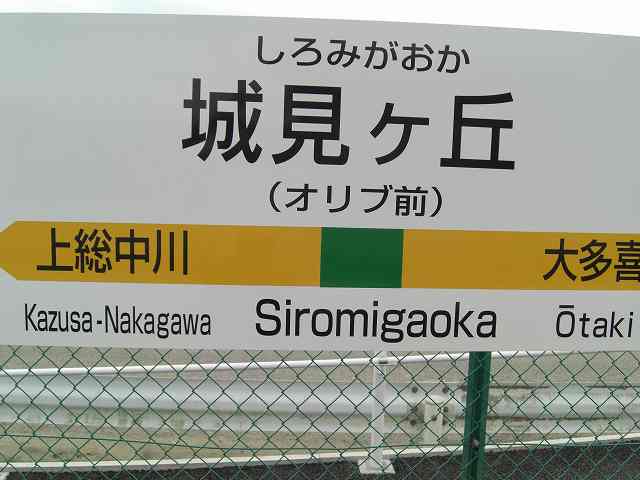 しろみがおか
城見ヶ丘
（オリブ前）
上総中川 大多喜
Kazusa-Nakagawa Siromigaoka Ōtaki